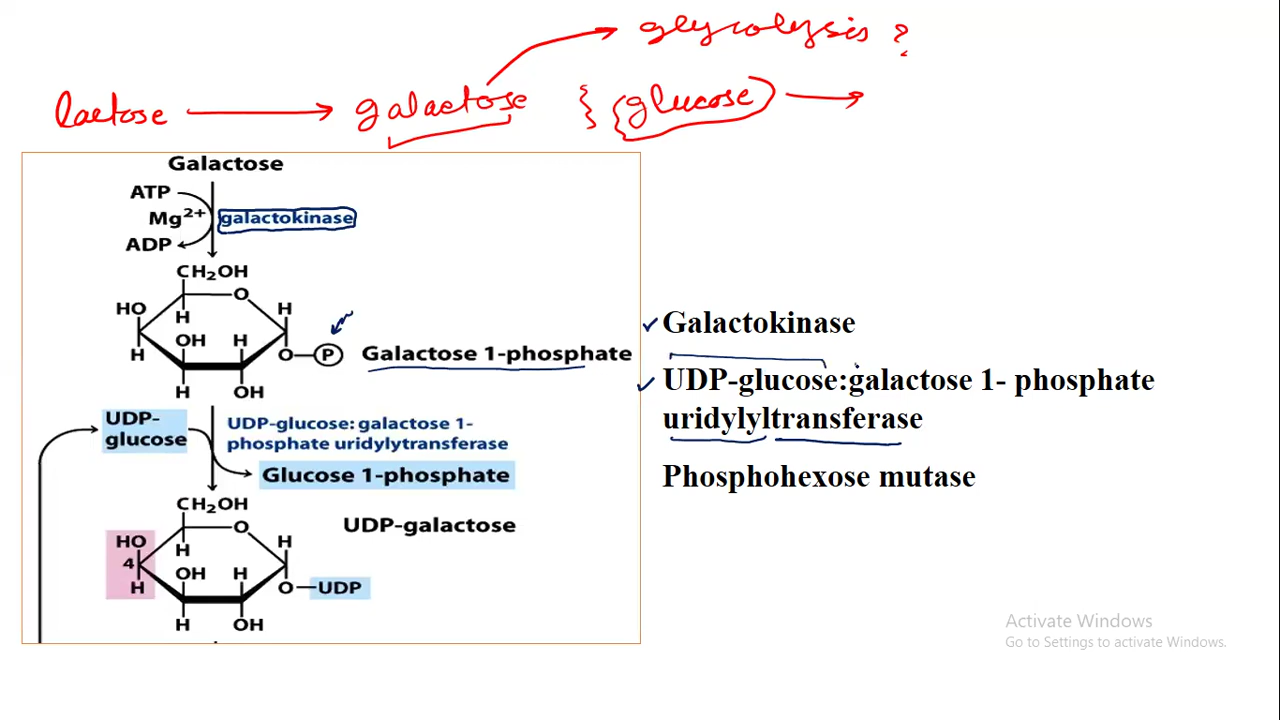 glycolysis ?
lactose → galactose } {glucose →
Galactose
ATP
Mg2+ galactokinase
ADP
CH2OH
O
HO H
H
OH H
H O P Galactose 1-phosphate
H OH
UDP-
glucose
UDP-glucose: galactose 1-
phosphate uridylytransferase
Glucose 1-phosphate
CH2OH
UDP-galactose
O
HO H
H
4
OH H
H O UDP
H OH
Galactokinase
UDP-glucose:galactose 1- phosphate
uridylyltransferase
Phosphohexose mutase
Activate Windows
Go to Settings to activate Windows.